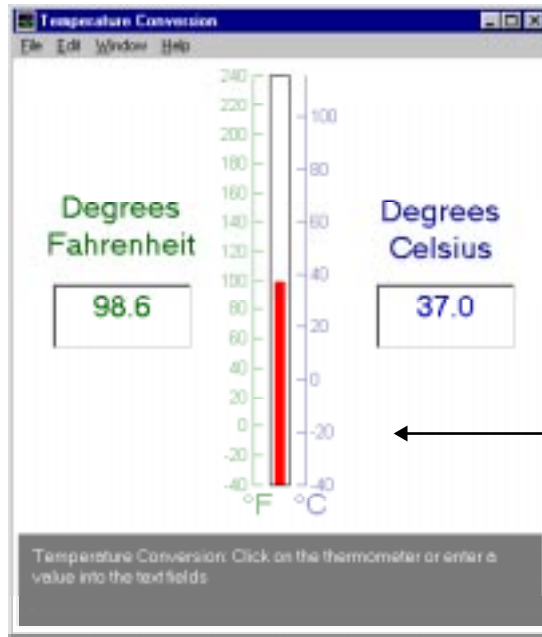 Temperature Conversion
File Edit Window Help
Degrees
Fahrenheit
98.6
240
220
200
180
160
140
120
100
80
60
40
20
0
-20
-40
°F
100
80
60
40
20
0
-20
-40
°C
Degrees
Celsius
37.0
Temperature Conversion: Click on the thermometer or enter a
value into the text fields